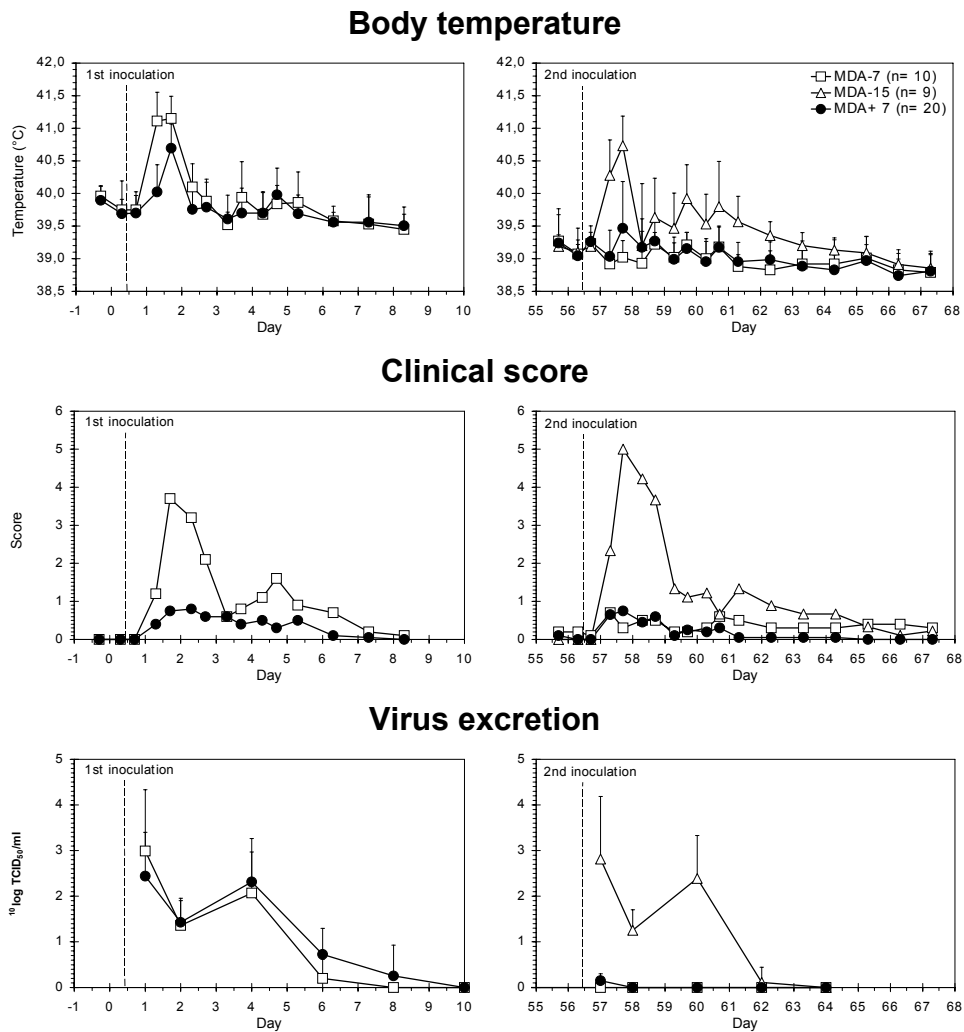 Body temperature
1st inoculation
42,0
41,5
41,0
40,5
40,0
39,5
39,0
38,5
Temperature (°C)
-1 0 1 2 3 4 5 6 7 8 9 10
Day
2nd inoculation
MDA-7 (n= 10)
MDA-15 (n= 9)
MDA+ 7 (n= 20)
42,0
41,5
41,0
40,5
40,0
39,5
39,0
38,5
55 56 57 58 59 60 61 62 63 64 65 66 67 68
Day
Clinical score
1st inoculation
6
5
4
3
2
1
0
Score
-1 0 1 2 3 4 5 6 7 8 9 10
Day
2nd inoculation
6
5
4
3
2
1
0
55 56 57 58 59 60 61 62 63 64 65 66 67 68
Day
Virus excretion
1st inoculation
5
4
3
2
1
0
¹⁰log TCID₅₀/ml
-1 0 1 2 3 4 5 6 7 8 9 10
Day
2nd inoculation
5
4
3
2
1
0
55 56 57 58 59 60 61 62 63 64 65 66 67 68
Day